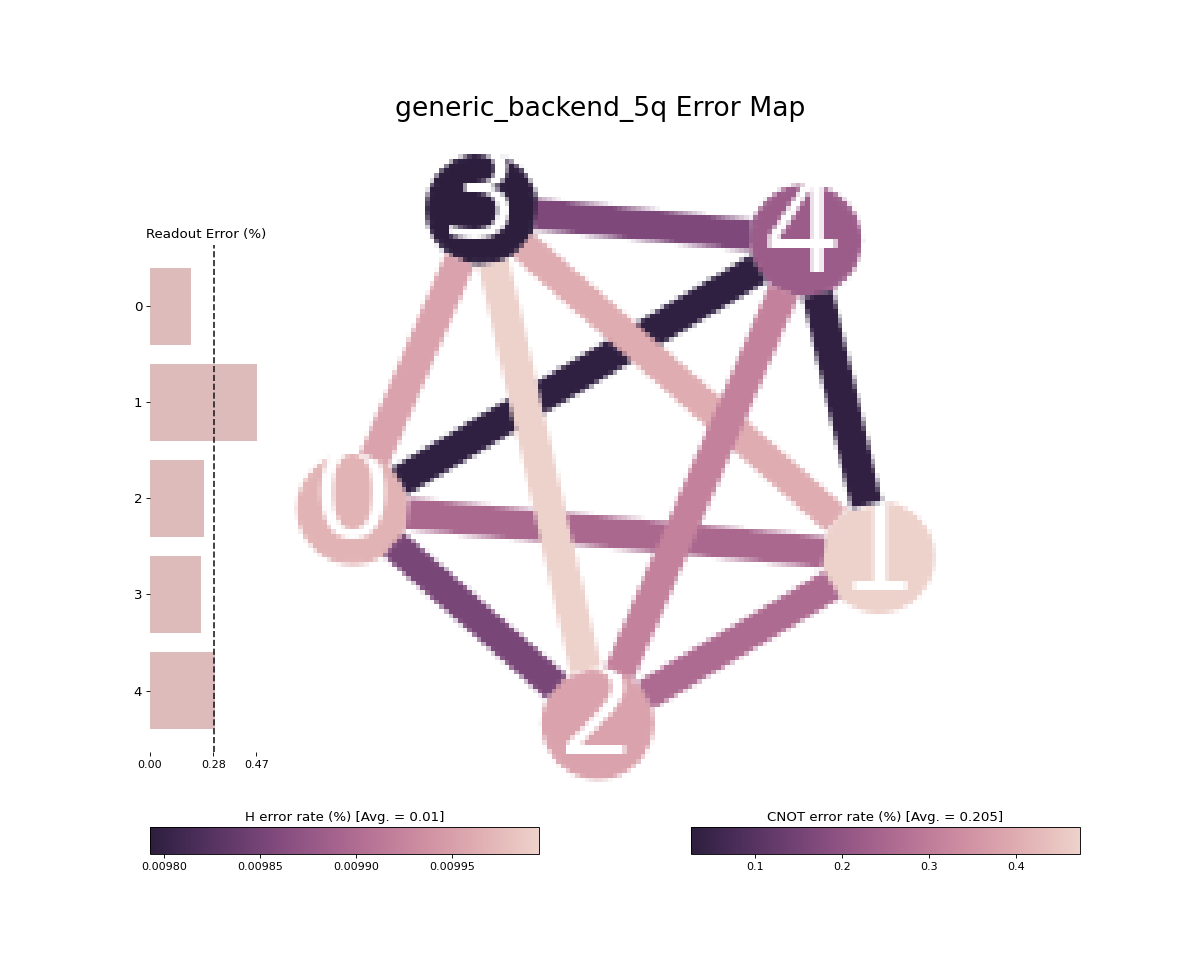 generic_backend_5q Error Map
Readout Error (%)
0
1
2
3
4
0.00 0.28 0.47
3
4
0
1
2
H error rate (%) [Avg. = 0.01]
0.00980 0.00985 0.00990 0.00995
CNOT error rate (%) [Avg. = 0.205]
0.1 0.2 0.3 0.4